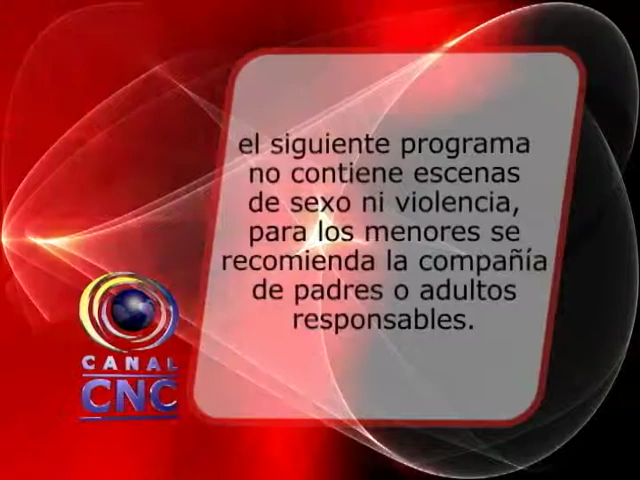 el siguiente programa
no contiene escenas
de sexo ni violencia,
para los menores se
recomienda la compañía
de padres o adultos
responsables.
CANAL
CNC